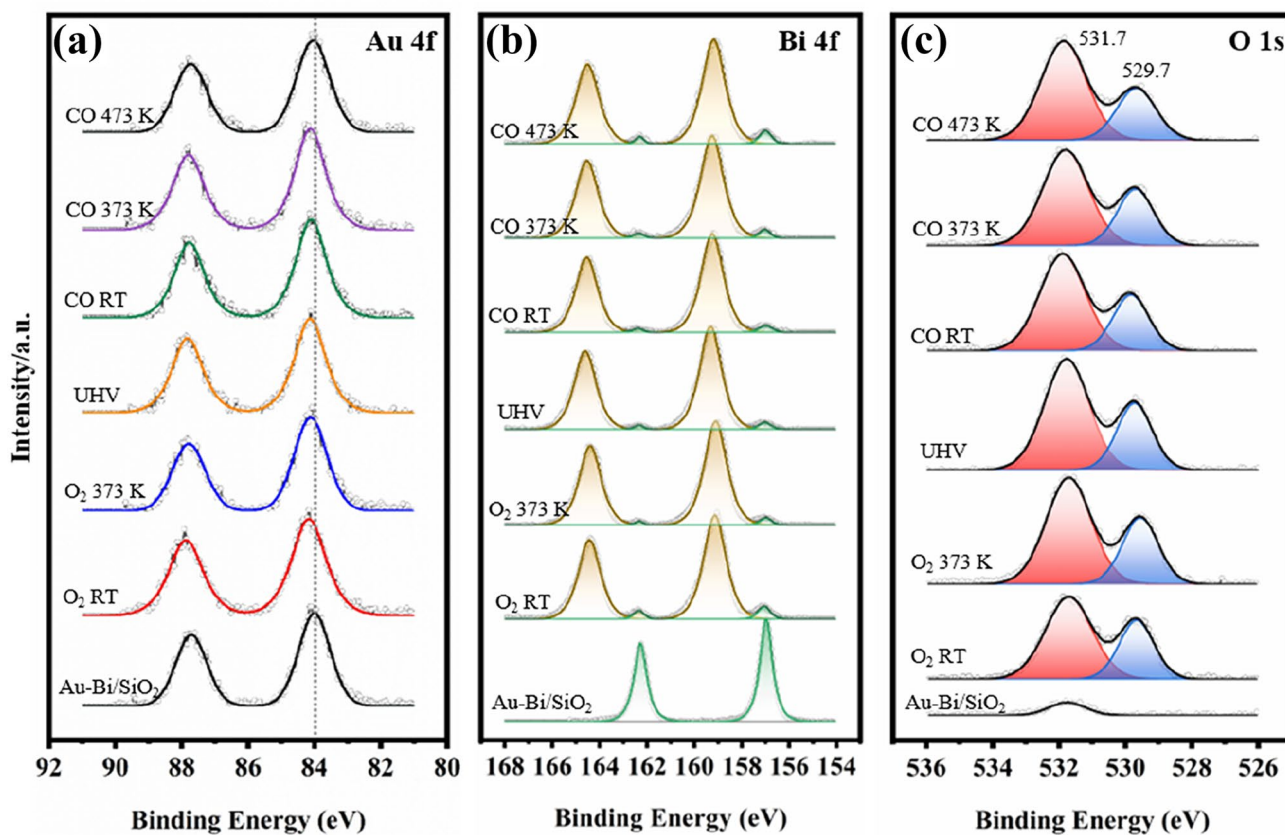 (a)
Au 4f
CO 473 K
CO 373 K
CO RT
UHV
O₂ 373 K
O₂ RT
Au-Bi/SiO₂
Intensity/a.u.
92 90 88 86 84 82 80
Binding Energy (eV)
(b)
Bi 4f
CO 473 K
CO 373 K
CO RT
UHV
O₂ 373 K
O₂ RT
Au-Bi/SiO₂
168 166 164 162 160 158 156 154
Binding Energy (eV)
(c)
O 1s
531.7
529.7
CO 473 K
CO 373 K
CO RT
UHV
O₂ 373 K
O₂ RT
Au-Bi/SiO₂
536 534 532 530 528 526
Binding Energy (eV)